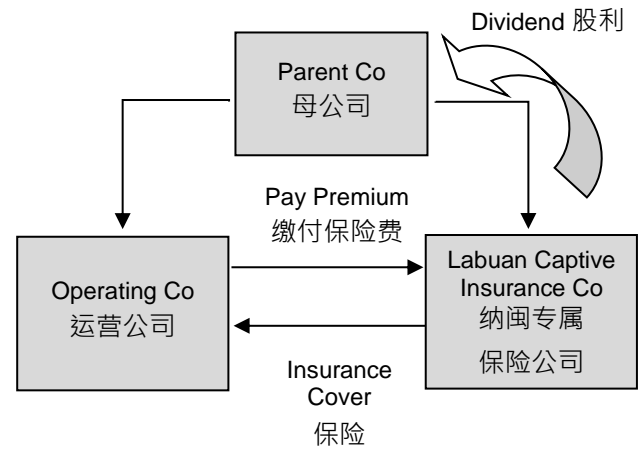 Dividend 股利
Parent Co
母公司
Pay Premium
缴付保险费
Operating Co
运营公司
Labuan Captive
Insurance Co
纳闽专属
保险公司
Insurance
Cover
保险